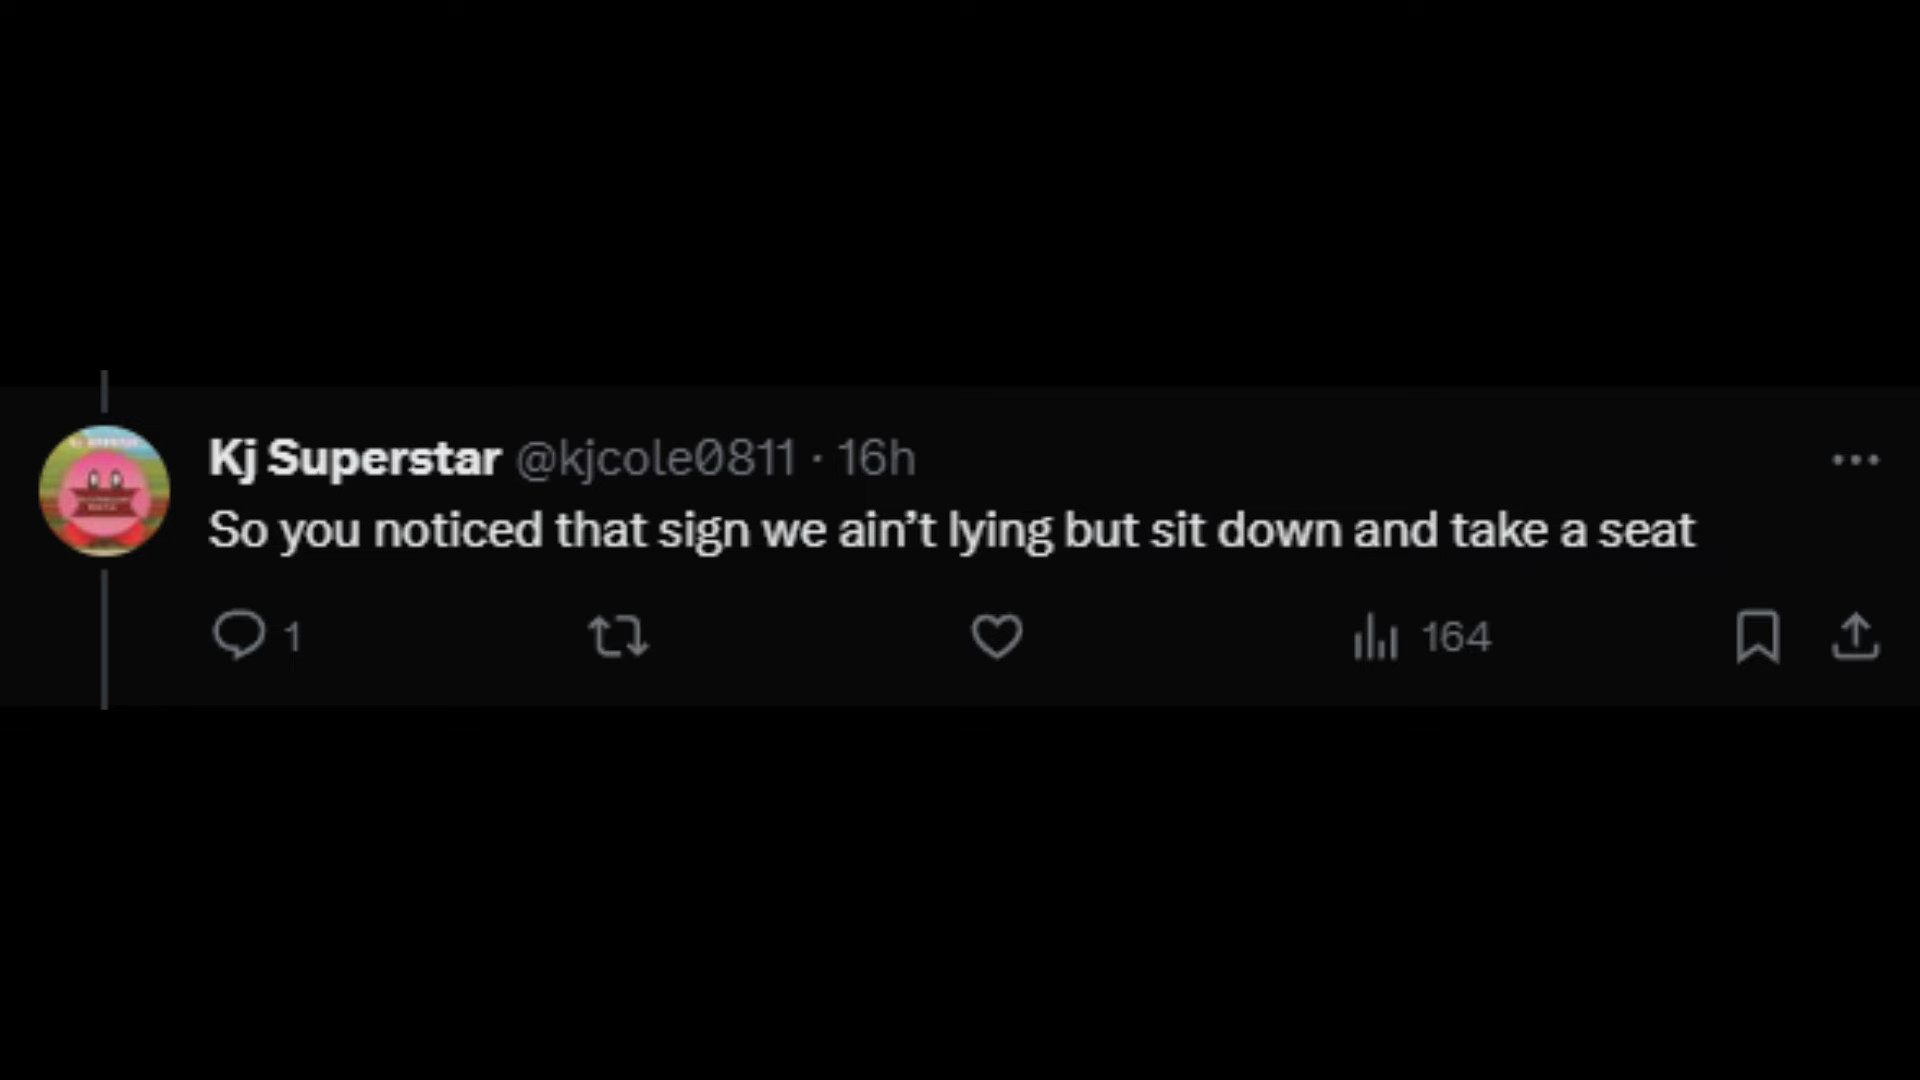 Kj Superstar @kjcole0811 · 16h
So you noticed that sign we ain’t lying but sit down and take a seat
1 164